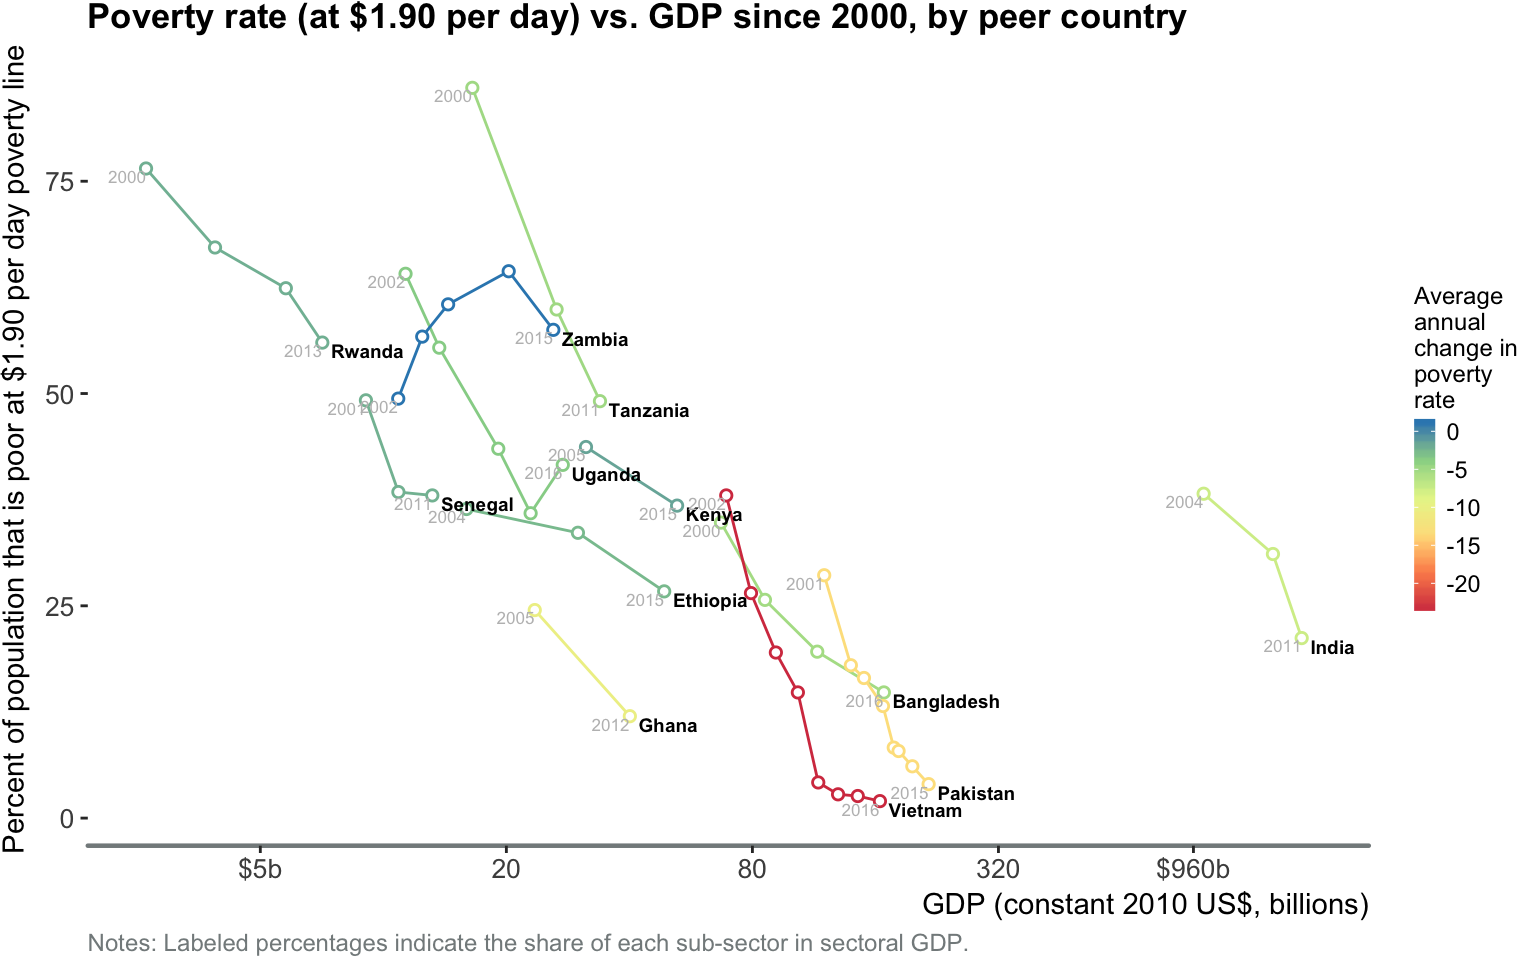 Poverty rate (at $1.90 per day) vs. GDP since 2000, by peer country
Percent of population that is poor at $1.90 per day poverty line
75
50
25
0
2000
2000
2002
2013
Rwanda
2015
Zambia
2001
2002
2011
Tanzania
2005
2016
Uganda
2011
Senegal
2004
2015
Kenya
2002
2000
2004
2001
2015
Ethiopia
2005
2011
India
2016
Bangladesh
2012
Ghana
2015
Pakistan
2016
Vietnam
Average
annual
change in
poverty
rate
0
-5
-10
-15
-20
$5b
20
80
320
$960b
GDP (constant 2010 US$, billions)
Notes: Labeled percentages indicate the share of each sub-sector in sectoral GDP.